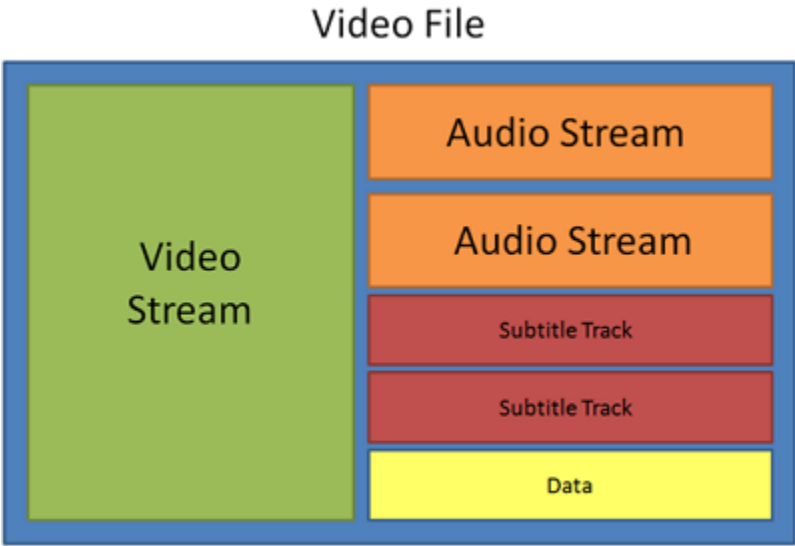 Video File
Video
Stream
Audio Stream
Audio Stream
Subtitle Track
Subtitle Track
Data